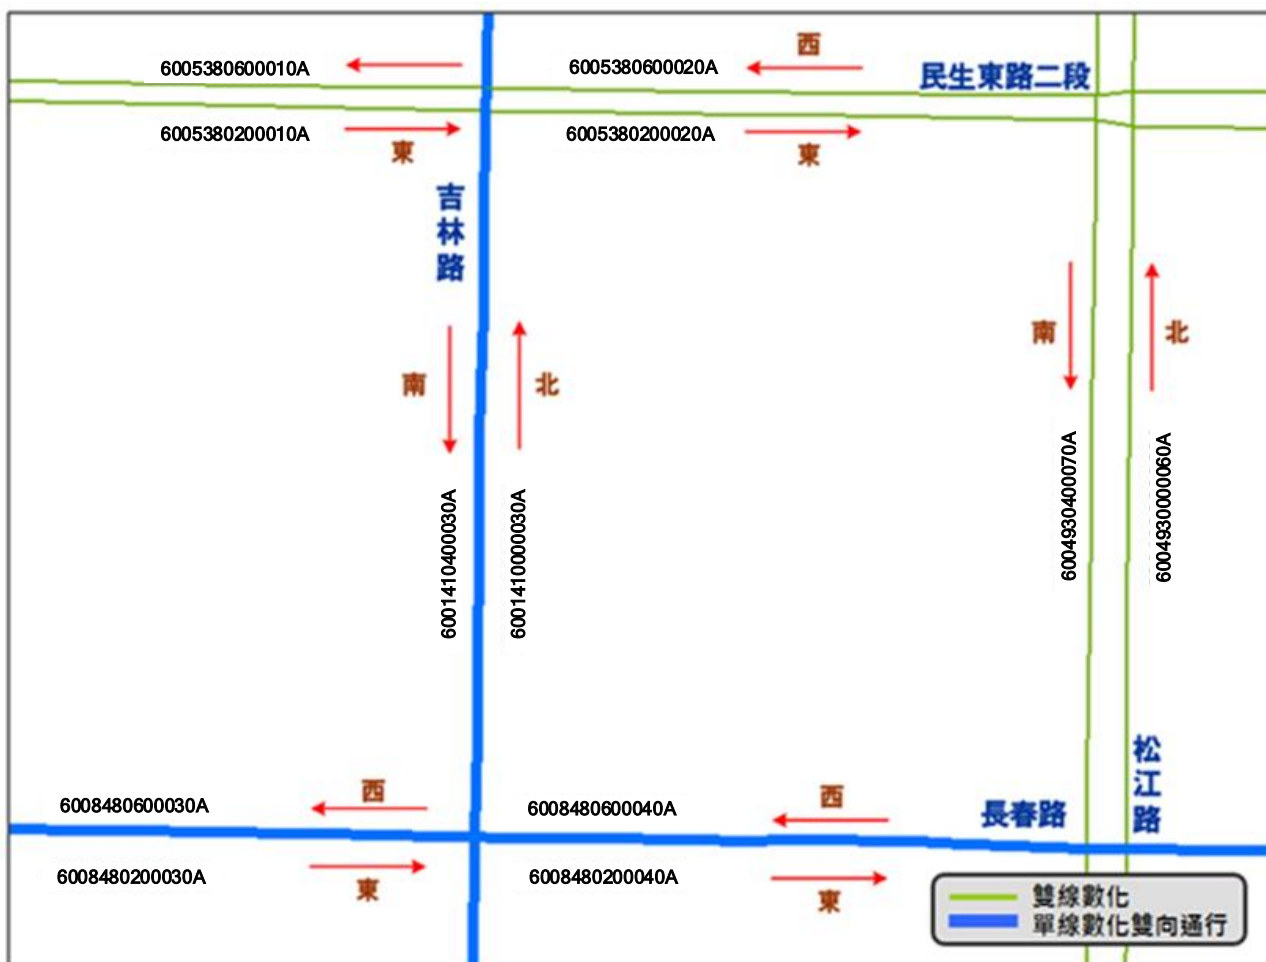 西
6005380600010A
6005380600020A
民生東路二段
6005380200010A
6005380200020A
東
東
吉林路
南
北
南
北
6001410400030A
6001410000030A
6004930400070A
6004930000060A
松江路
西
西
6008480600030A
6008480600040A
長春路
6008480200030A
6008480200040A
東
東
雙線數化
單線數化雙向通行